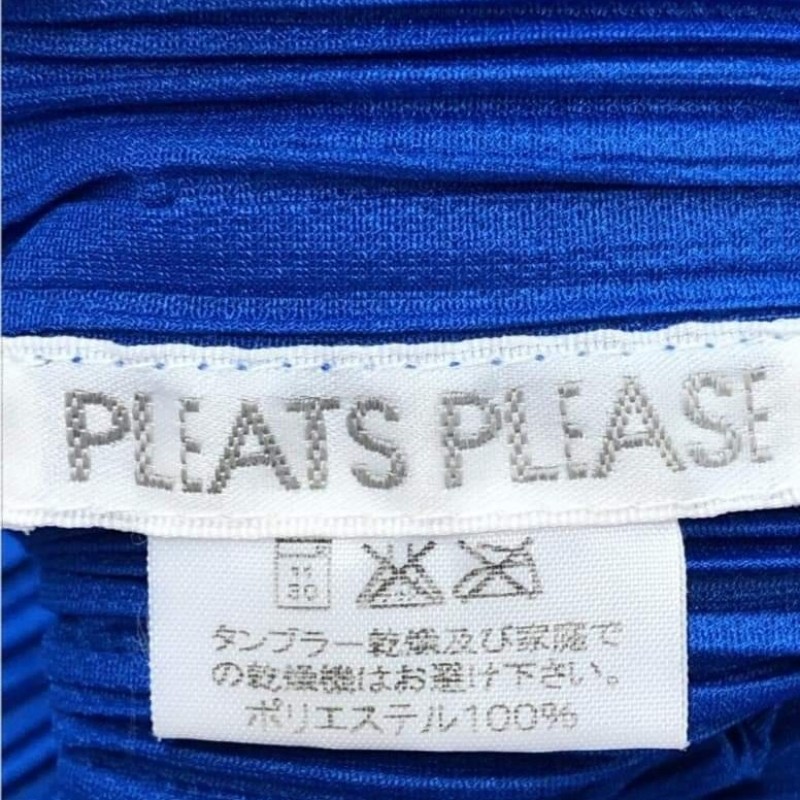 PLEATS PLEASE
30
タンブラー乾燥及び家庭で
の乾燥機はお避け下さい。
ポリエステル100%